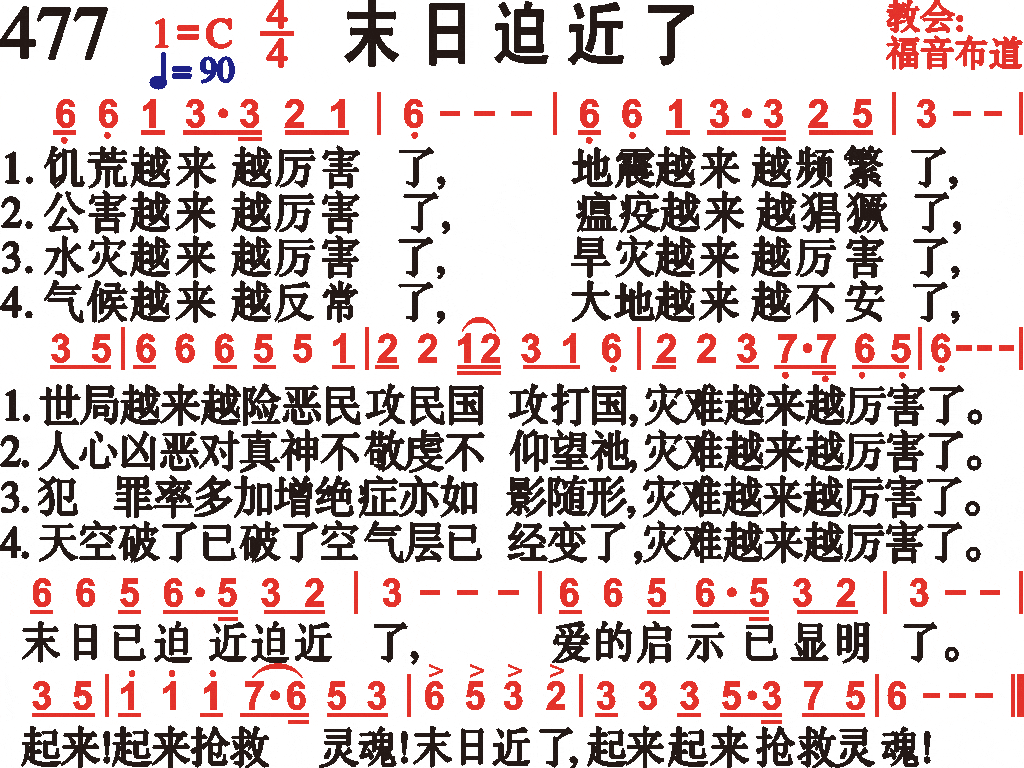 477 1=C 4/4 末日迫近了 教会:
♩=90 福音布道
6 6 1 3·3 2 1 | 6 - - - | 6 6 1 3·3 2 5 | 3 - - |
1. 饥荒越来 越厉害 了, 地震越来 越频繁 了,
2. 公害越来 越厉害 了, 瘟疫越来 越猖獗 了,
3. 水灾越来 越厉害 了, 旱灾越来 越厉害 了,
4. 气候越来 越反常 了, 大地越来 越不安 了,
3 5 | 6 6 6 5 5 1 | 2 2 12 3 1 6 | 2 2 3 7·7 6 5 | 6---|
1. 世局越来越险恶民攻民国 攻打国,灾难越来越厉害了。
2. 人心凶恶对真神不敬虔不 仰望祂,灾难越来越厉害了。
3. 犯 罪率多加增绝症亦如 影随形,灾难越来越厉害了。
4. 天空破了已破了空气层已 经变了,灾难越来越厉害了。
6 6 5 6·5 3 2 | 3 - - - | 6 6 5 6·5 3 2 | 3 - - |
末日已迫 近迫近 了, 爱的启示已显明 了。
3 5 | 1 1 1 7·6 5 3 | 6 5 3 2 | 3 3 3 5·3 7 5 | 6 - - -
起来!起来抢救 灵魂!末日近了,起来起来抢救灵魂!